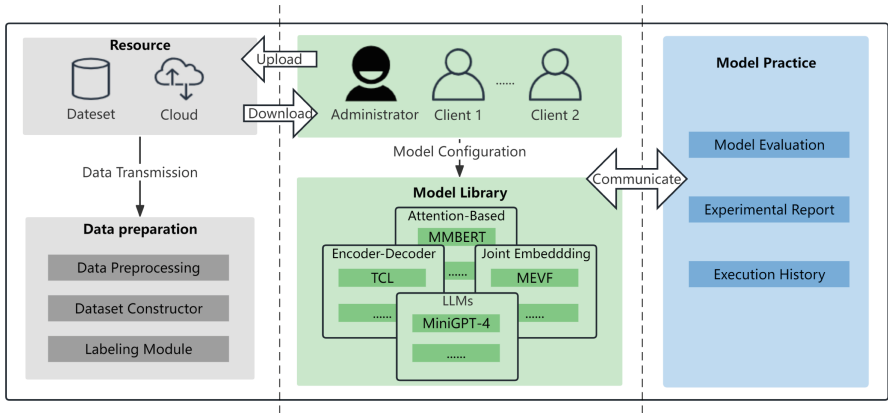 Resource
Dateset
Cloud
Upload
Download
Administrator
Client 1
......
Client 2
Data Transmission
Data preparation
Data Preprocessing
Dataset Constructor
Labeling Module
Model Configuration
Model Library
Attention-Based
MMBERT
......
Encoder-Decoder
TCL
......
Joint Embeddding
MEVF
......
LLMs
MiniGPT-4
......
Communicate
Model Practice
Model Evaluation
Experimental Report
Execution History